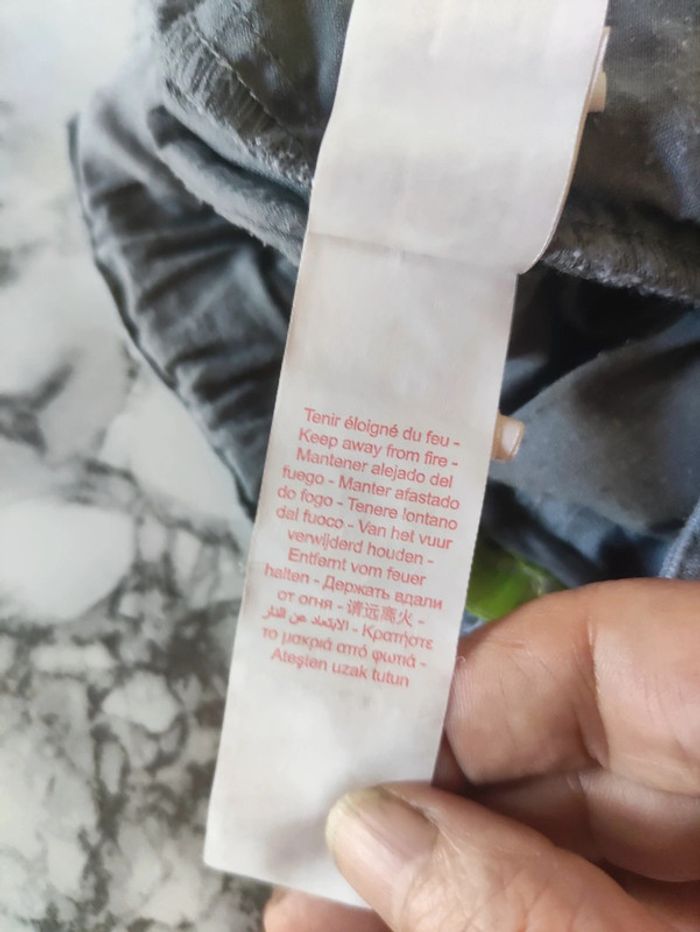 Tenir éloigné du feu -
Keep away from fire -
Mantener alejado del
fuego - Manter afastado
do fogo - Tenere lontano
dal fuoco - Van het vuur
verwijderd houden -
Entfernt vom feuer
halten - Держать вдали
от огня - 请远离火 -
الابتعاد عن النار - Κρατήστε
το μακριά από φωτιά -
Ateşten uzak tutun